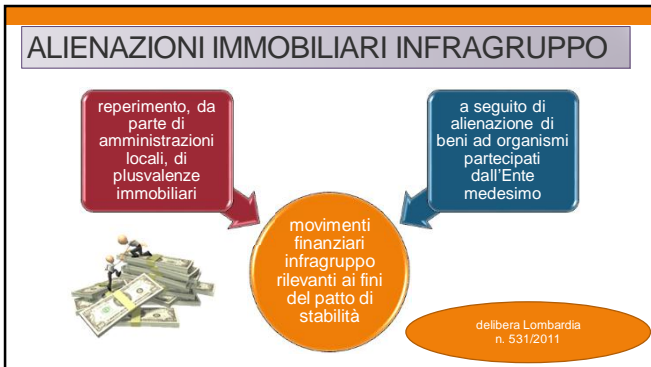 ALIENAZIONI IMMOBILIARI INFRAGRUPPO
reperimento, da
parte di
amministrazioni
locali, di
plusvalenze
immobiliari
a seguito di
alienazione di
beni ad organismi
partecipati
dall'Ente
medesimo
movimenti
finanziari
infragruppo
rilevanti ai fini
del patto di
stabilità
delibera Lombardia
n. 531/2011